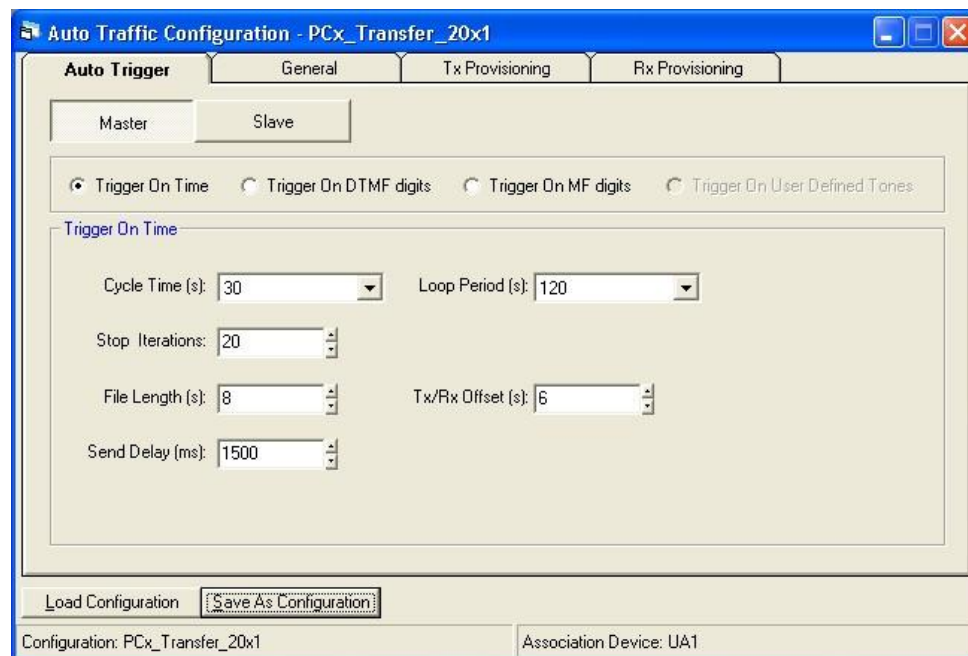 Auto Traffic Configuration - PCx_Transfer_20x1
Auto Trigger General Tx Provisioning Rx Provisioning
Master Slave
Trigger On Time Trigger On DTMF digits Trigger On MF digits Trigger On User Defined Tones
Trigger On Time
Cycle Time (s): 30 Loop Period (s): 120
Stop Iterations: 20
File Length (s): 8 Tx/Rx Offset (s): 6
Send Delay (ms): 1500
Load Configuration Save As Configuration
Configuration: PCx_Transfer_20x1 Association Device: UA1